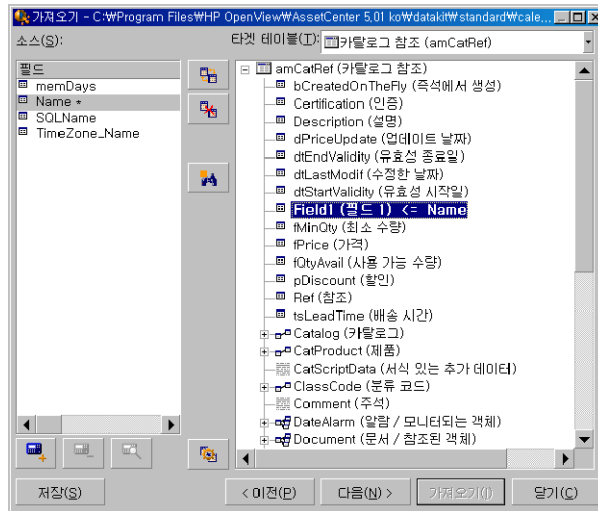 가져오기 - C:₩Program Files₩HP OpenView₩AssetCenter 5,01 ko₩datakit₩standard₩cale...
소스(S):
타겟 테이블(T):
카탈로그 참조 (amCatRef)
필드
memDays
Name *
SQLName
TimeZone_Name
amCatRef (카탈로그 참조)
bCreatedOnTheFly (즉석에서 생성)
Certification (인증)
Description (설명)
dPriceUpdate (업데이트 날짜)
dtEndValidity (유효성 종료일)
dtLastModif (수정한 날짜)
dtStartValidity (유효성 시작일)
Field1 (필드 1) <= Name
fMinQty (최소 수량)
fPrice (가격)
fQtyAvail (사용 가능 수량)
pDiscount (할인)
Ref (참조)
tsLeadTime (배송 시간)
Catalog (카탈로그)
CatProduct (제품)
CatScriptData (서식 있는 추가 데이터)
ClassCode (분류 코드)
Comment (주석)
DateAlarm (알람 / 모니터되는 객체)
Document (문서 / 참조된 객체)
저장(S)
< 이전(P)
다음(N) >
가져오기(I)
닫기(C)